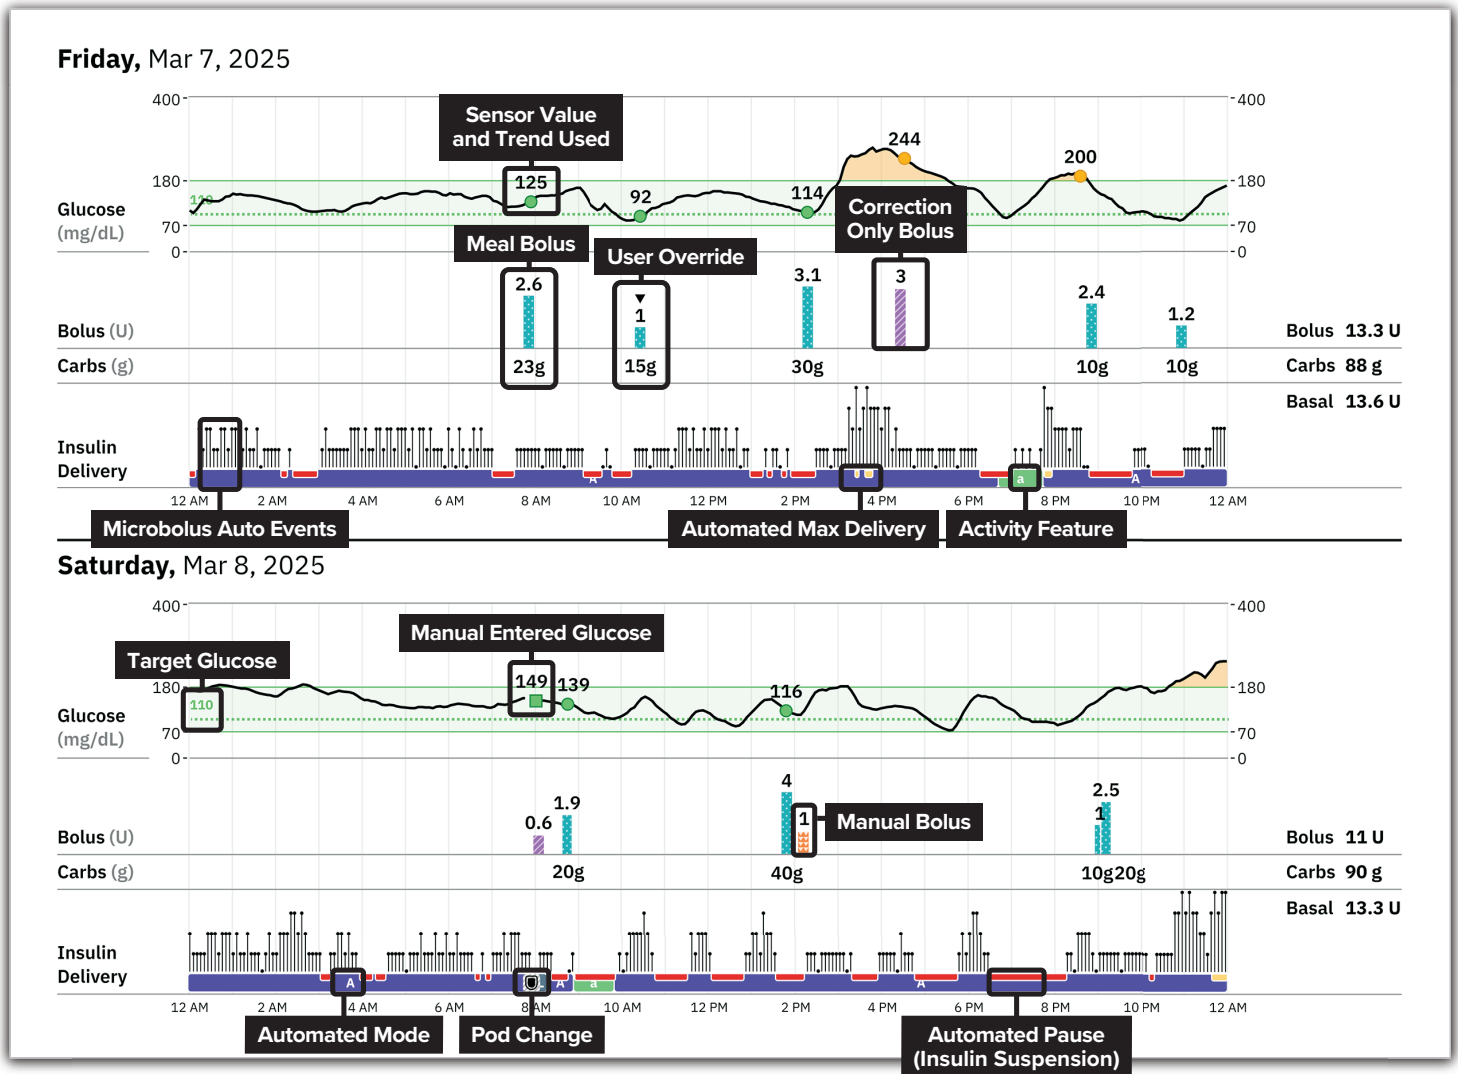 Friday, Mar 7, 2025
400
400
Sensor Value
and Trend Used
244
200
180
125
180
110
92
114
Glucose
(mg/dL)
Correction
Only Bolus
70
70
Meal Bolus
User Override
0
0
2.6
3.1
3
1
2.4
1.2
Bolus (U)
Bolus 13.3 U
Carbs (g)
23g
15g
30g
10g
10g
Carbs 88 g
Basal 13.6 U
Insulin
Delivery
A
a
A
12 AM
2 AM
4 AM
6 AM
8 AM
10 AM
12 PM
2 PM
4 PM
6 PM
8 PM
10 PM
12 AM
Microbolus Auto Events
Automated Max Delivery
Activity Feature
Saturday, Mar 8, 2025
400
400
Manual Entered Glucose
Target Glucose
180
149
139
116
180
110
Glucose
(mg/dL)
70
70
0
0
4
2.5
1.9
0.6
1
Manual Bolus
1
Bolus (U)
Bolus 11 U
Carbs (g)
20g
40g
10g20g
Carbs 90 g
Basal 13.3 U
Insulin
Delivery
A
A
a
A
12 AM
2 AM
4 AM
6 AM
8 AM
10 AM
12 PM
2 PM
4 PM
6 PM
8 PM
10 PM
12 AM
Automated Mode
Pod Change
Automated Pause
(Insulin Suspension)